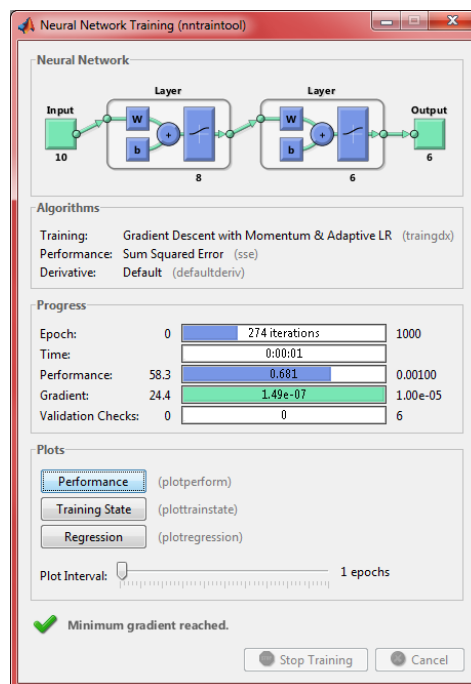 Neural Network Training (nntraintool)
Neural Network
Layer Layer
Input Output
W W
b b
+ +
10 8 6 6
Algorithms
Training: Gradient Descent with Momentum & Adaptive LR (traingdx)
Performance: Sum Squared Error (sse)
Derivative: Default (defaultderiv)
Progress
Epoch: 0 274 iterations 1000
Time: 0:00:01
Performance: 58.3 0.681 0.00100
Gradient: 24.4 1.49e-07 1.00e-05
Validation Checks: 0 0 6
Plots
Performance (plotperform)
Training State (plottrainstate)
Regression (plotregression)
Plot Interval: 1 epochs
Minimum gradient reached.
Stop Training Cancel